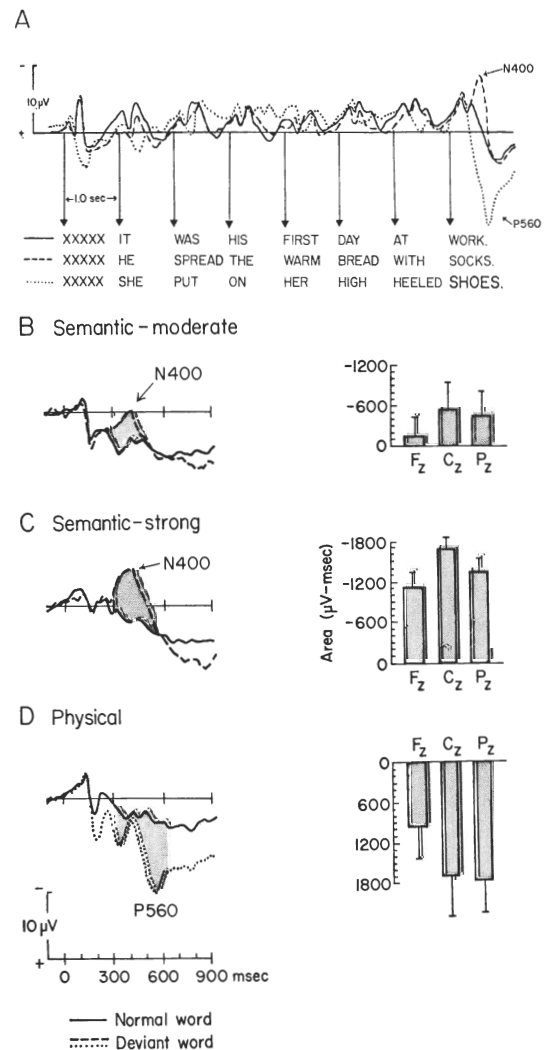 A
−
10 µV
+
N400
P560
←1.0 sec→
XXXXX IT WAS HIS FIRST DAY AT WORK.
XXXXX HE SPREAD THE WARM BREAD WITH SOCKS.
XXXXX SHE PUT ON HER HIGH HEELED SHOES.
B Semantic-moderate
N400
-1200
-600
0
Fz Cz Pz
C Semantic-strong
N400
Area (µV-msec)
-1800
-1200
-600
0
Fz Cz Pz
D Physical
P560
Fz Cz Pz
0
600
1200
1800
−
10 µV
+
0 300 600 900 msec
Normal word
Deviant word